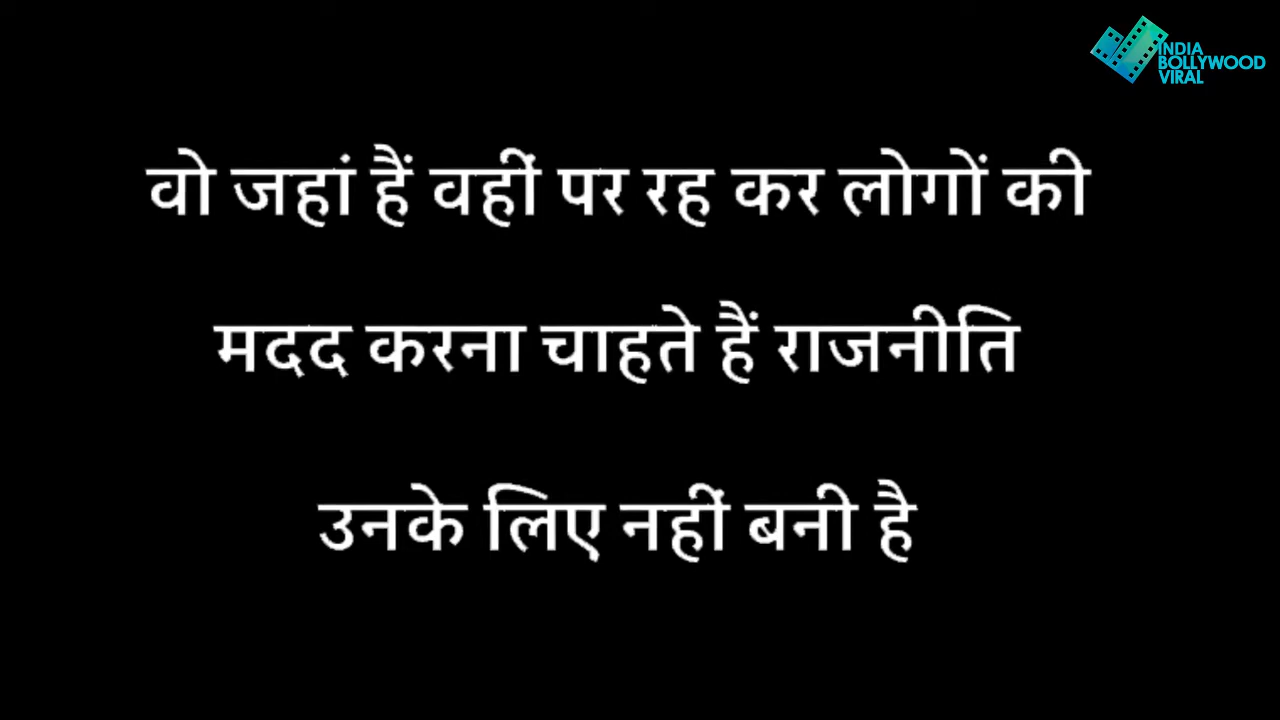 INDIA
BOLLYWOOD
VIRAL
वो जहां हैं वहीं पर रह कर लोगों की
मदद करना चाहते हैं राजनीति
उनके लिए नहीं बनी है